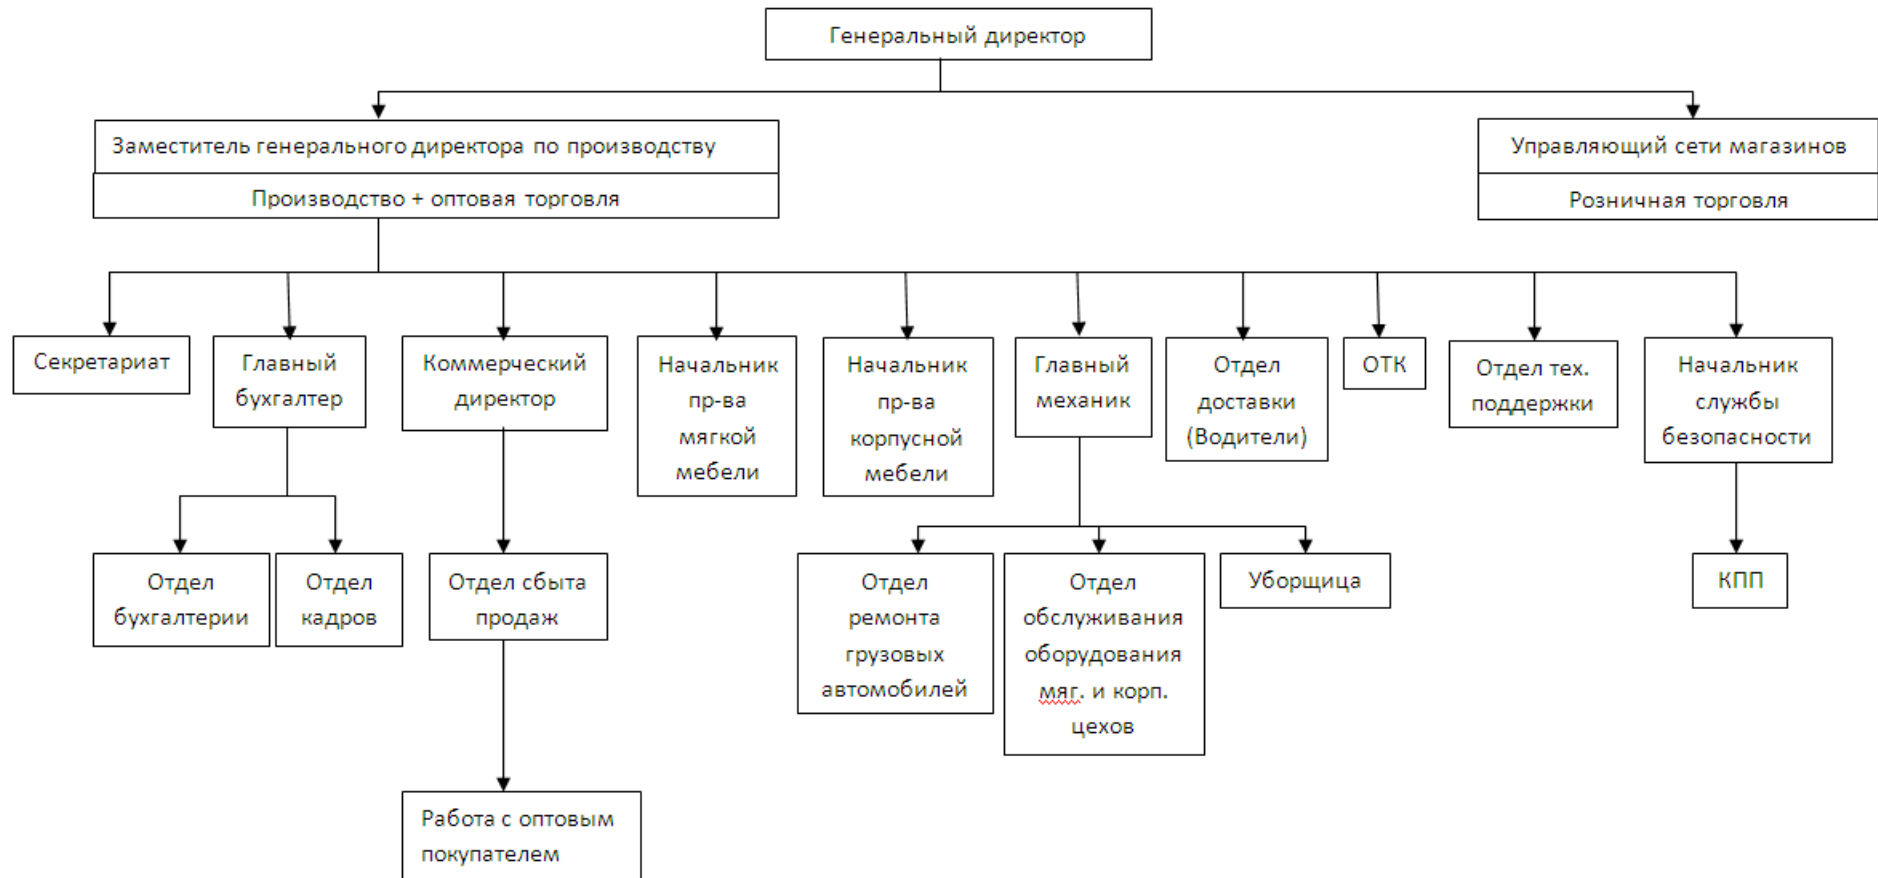 Генеральный директор
Заместитель генерального директора по производству
Производство + оптовая торговля
Управляющий сети магазинов
Розничная торговля
Секретариат
Главный
бухгалтер
Коммерческий
директор
Начальник
пр-ва
мягкой
мебели
Начальник
пр-ва
корпусной
мебели
Главный
механик
Отдел
доставки
(Водители)
ОТК
Отдел тех.
поддержки
Начальник
службы
безопасности
Отдел
бухгалтерии
Отдел
кадров
Отдел сбыта
продаж
Отдел
ремонта
грузовых
автомобилей
Отдел
обслуживания
оборудования
мяг. и корп.
цехов
Уборщица
КПП
Работа с оптовым
покупателем